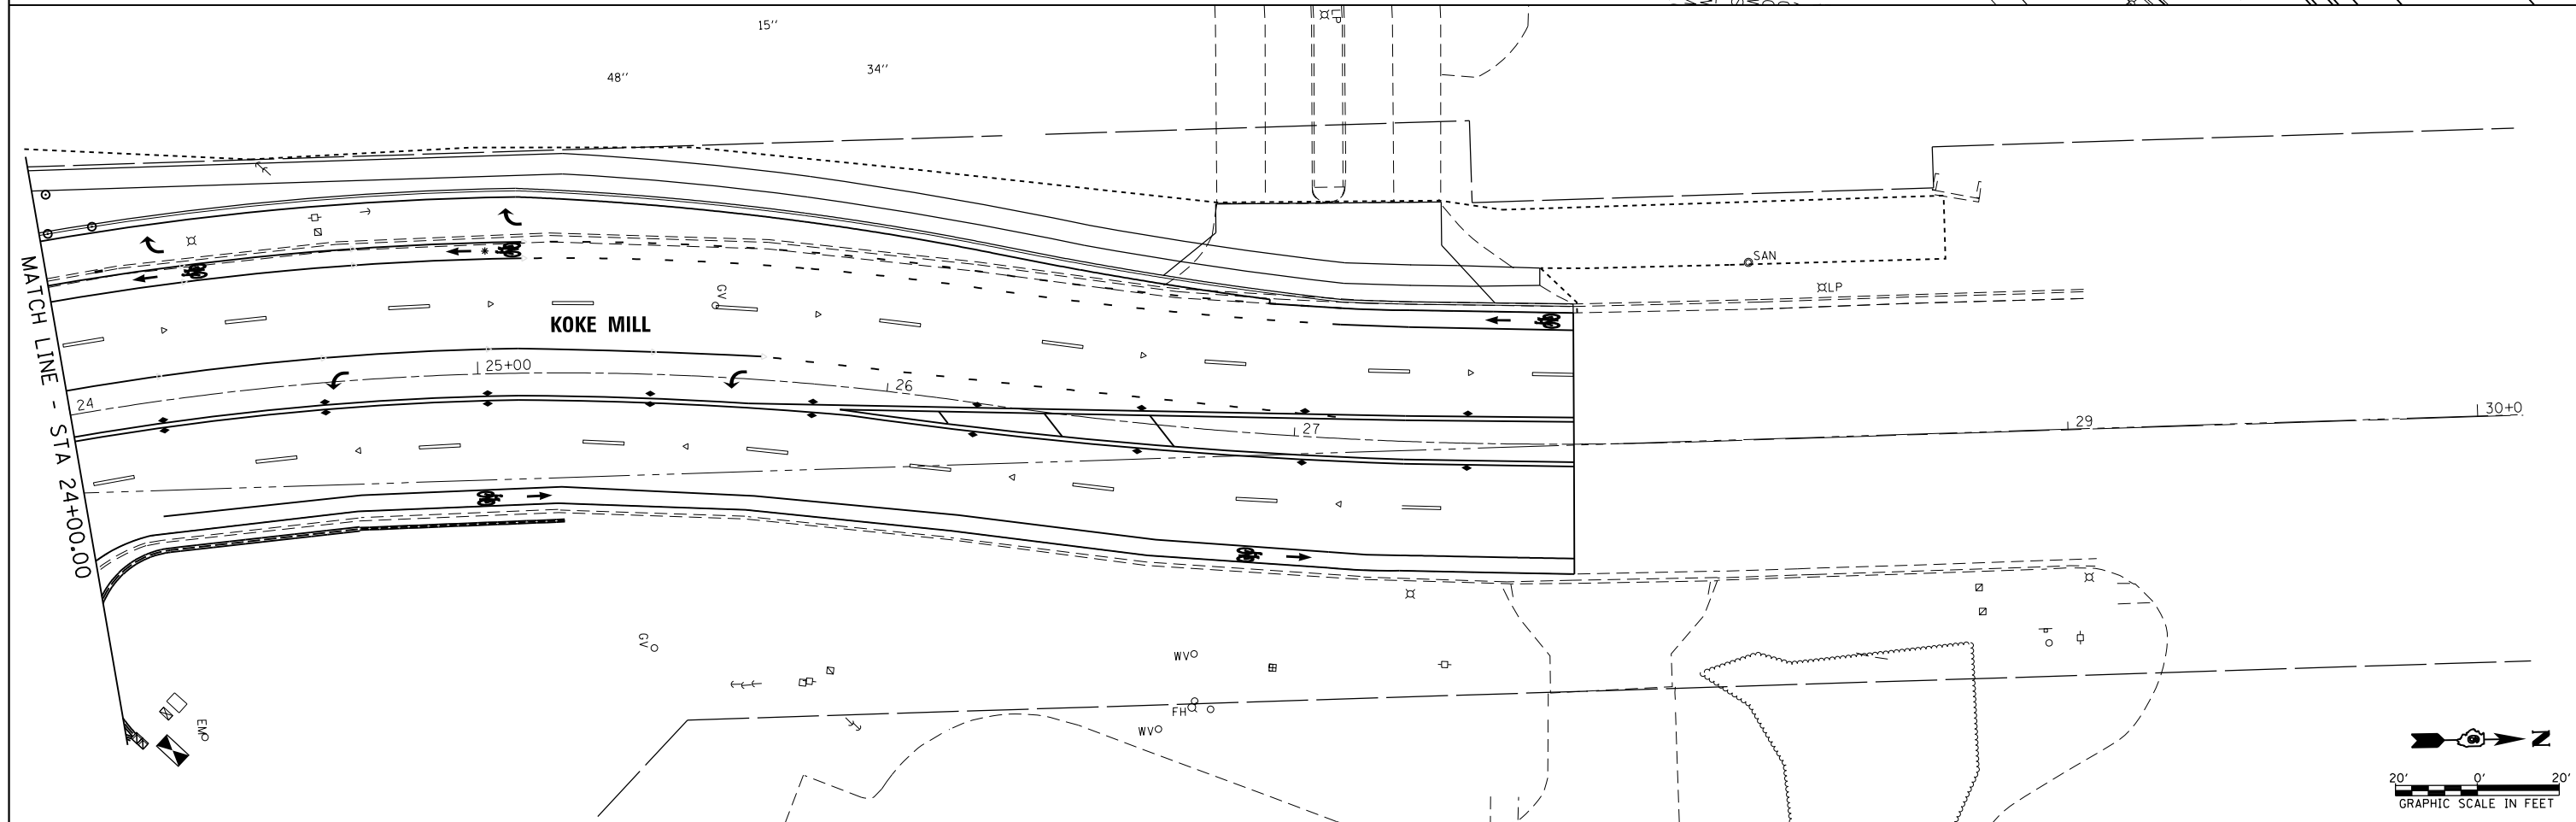 15''
LP
48''
34''
SAN
LP
GV
KOKE MILL
25+00
26
24
27
29
30+0
MATCH LINE - STA 24+00.00
GV
WV
FH
WV
EM
N
20' 0' 20'
GRAPHIC SCALE IN FEET